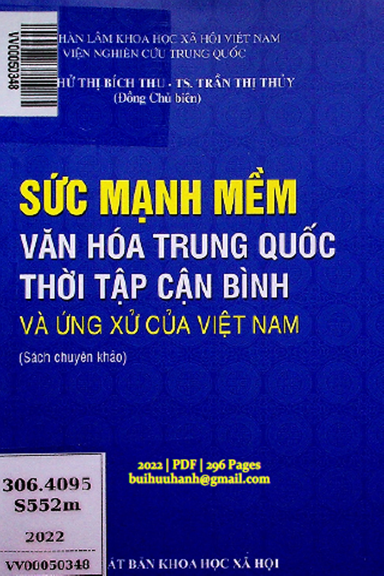 VV00050348
HÀN LÂM KHOA HỌC XÃ HỘI VIỆT NAM
VIỆN NGHIÊN CỨU TRUNG QUỐC
HỬ THỊ BÍCH THU - TS. TRẦN THỊ THỦY
(Đồng Chủ biên)
SỨC MẠNH MỀM
VĂN HÓA TRUNG QUỐC
THỜI TẬP CẬN BÌNH
VÀ ỨNG XỬ CỦA VIỆT NAM
(Sách chuyên khảo)
2022 | PDF | 296 Pages
buihuuhanh@gmail.com
306.4095
S552m
2022
VV00050348
ẤT BẢN KHOA HỌC XÃ HỘI